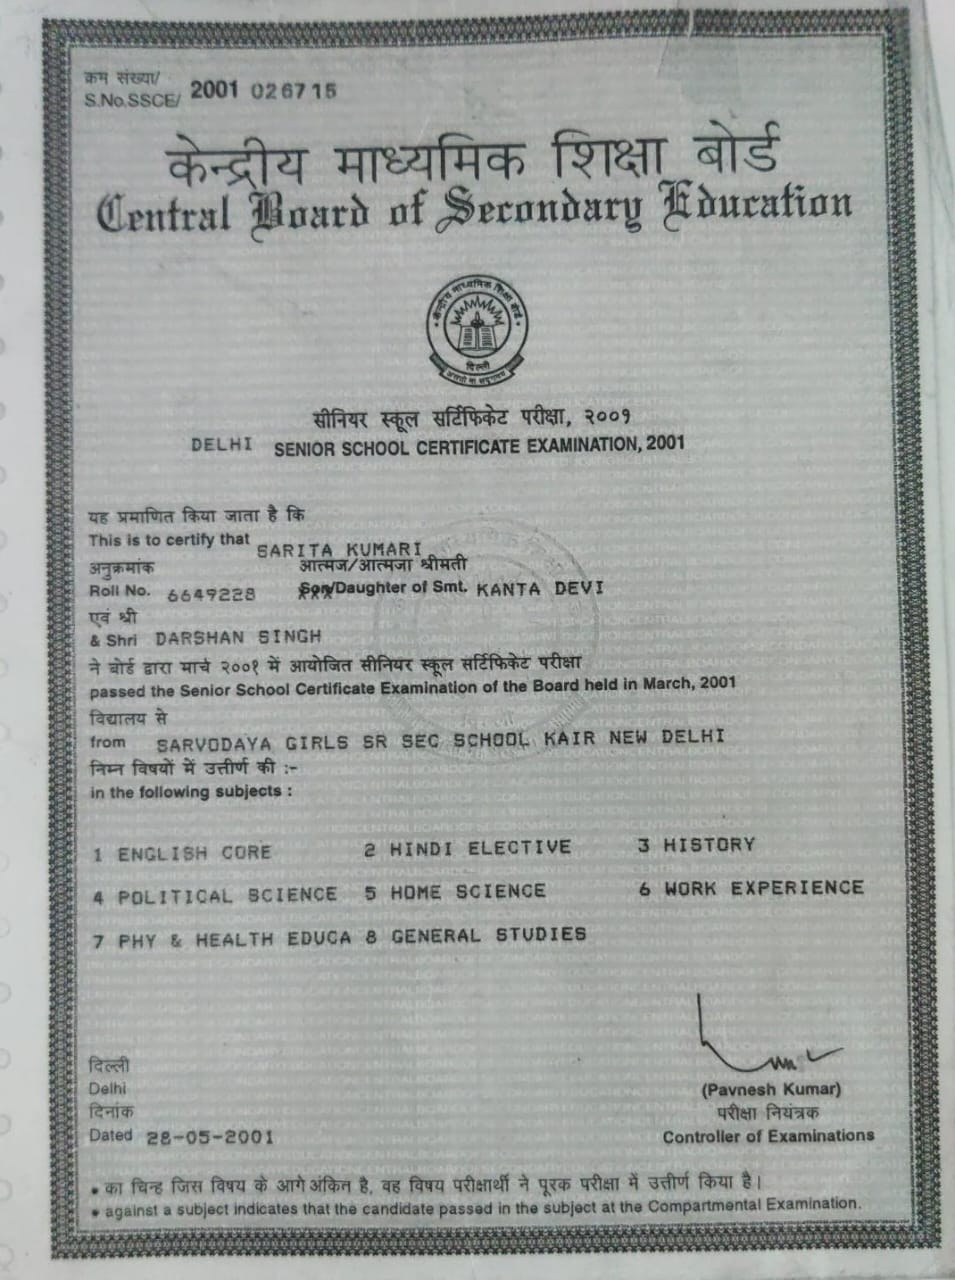 क्रम संख्या/
S.No.SSCE/ 2001 026715
केन्द्रीय माध्यमिक शिक्षा बोर्ड
Central Board of Secondary Education
केन्द्रीय माध्यमिक शिक्षा बोर्ड
दिल्ली
असतो मा सद्गमय
सीनियर स्कूल सर्टिफिकेट परीक्षा, २००१
DELHI SENIOR SCHOOL CERTIFICATE EXAMINATION, 2001
यह प्रमाणित किया जाता है कि
This is to certify that SARITA KUMARI
अनुक्रमांक आत्मज/आत्मजा श्रीमती
Roll No. 6649228 Son/Daughter of Smt. KANTA DEVI
एवं श्री
& Shri DARSHAN SINGH
ने बोर्ड द्वारा मार्च २००१ में आयोजित सीनियर स्कूल सर्टिफिकेट परीक्षा
passed the Senior School Certificate Examination of the Board held in March, 2001
विद्यालय से
from SARVODAYA GIRLS SR SEC SCHOOL KAIR NEW DELHI
निम्न विषयों में उत्तीर्ण की :-
in the following subjects :
1 ENGLISH CORE 2 HINDI ELECTIVE 3 HISTORY
4 POLITICAL SCIENCE 5 HOME SCIENCE 6 WORK EXPERIENCE
7 PHY & HEALTH EDUCA 8 GENERAL STUDIES
दिल्ली
Delhi
(Pavnesh Kumar)
दिनांक परीक्षा नियंत्रक
Dated 28-05-2001 Controller of Examinations
• का चिन्ह जिस विषय के आगे अंकित है, वह विषय परीक्षार्थी ने पूरक परीक्षा में उत्तीर्ण किया है।
• against a subject indicates that the candidate passed in the subject at the Compartmental Examination.